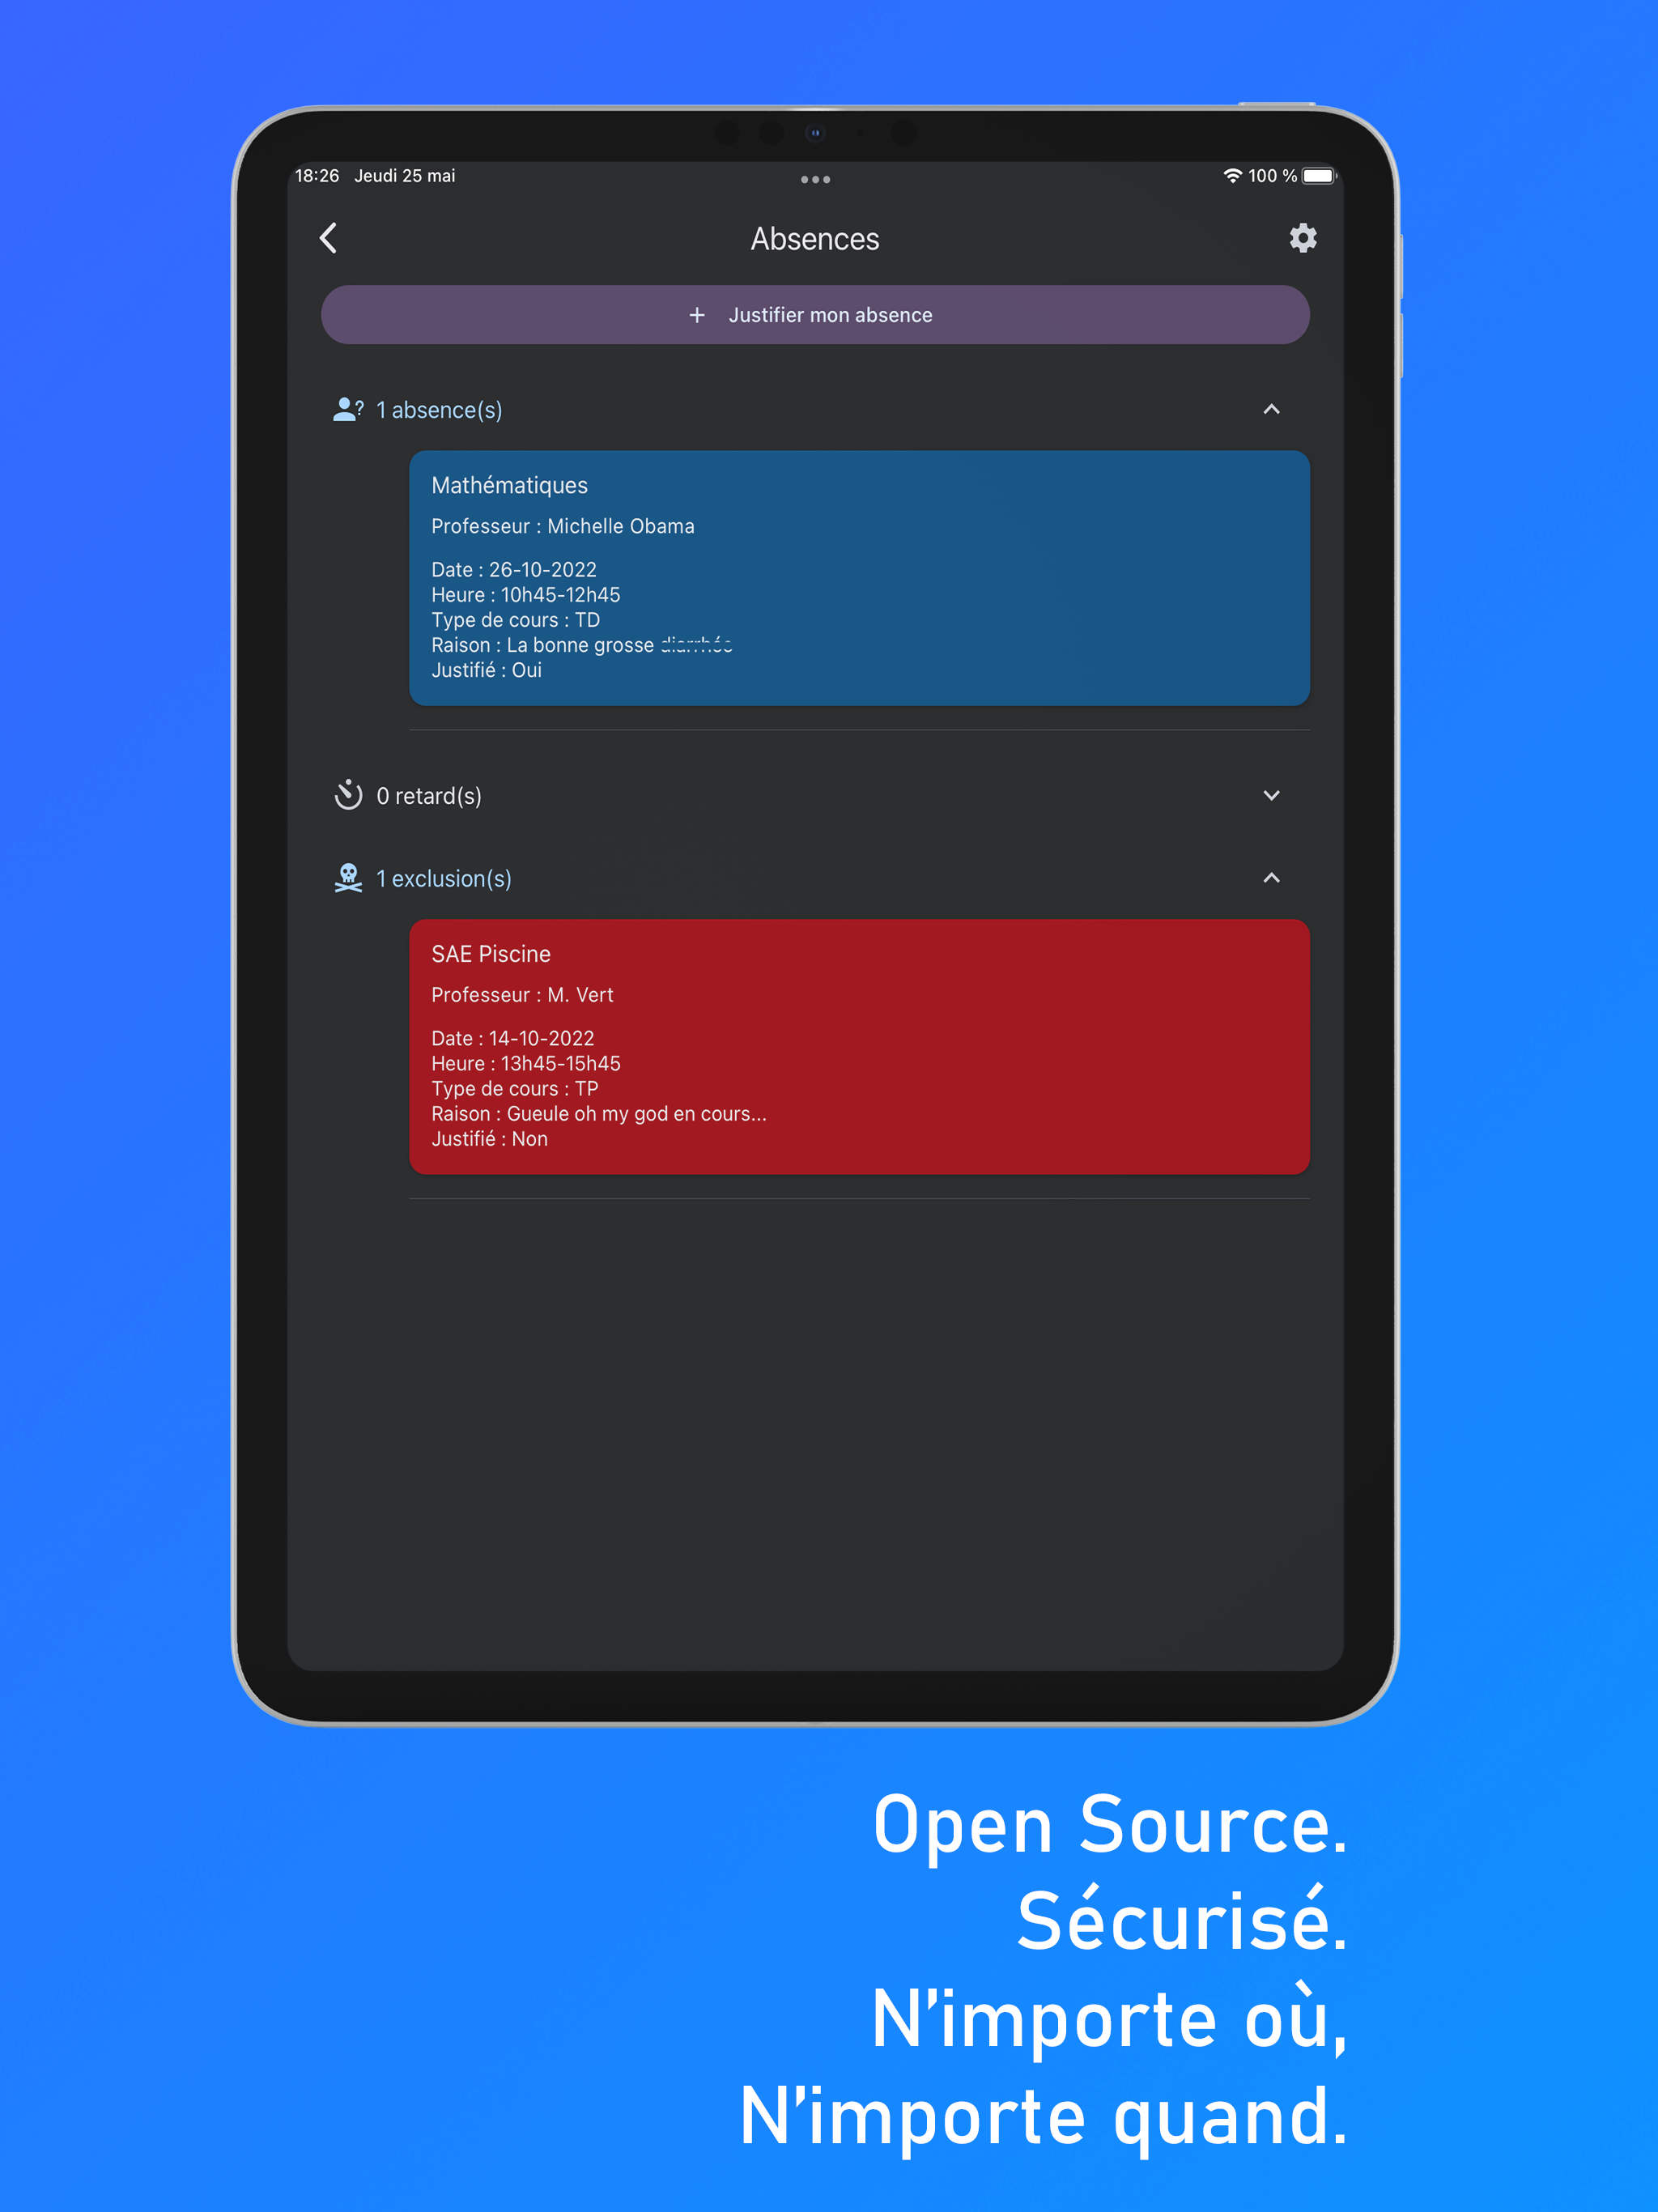 18:26 Jeudi 25 mai
100 %
Absences
+ Justifier mon absence
1 absence(s)
Mathématiques
Professeur : Michelle Obama
Date : 26-10-2022
Heure : 10h45-12h45
Type de cours : TD
Raison : La bonne grosse
Justifié : Oui
0 retard(s)
1 exclusion(s)
SAE Piscine
Professeur : M. Vert
Date : 14-10-2022
Heure : 13h45-15h45
Type de cours : TP
Raison : Gueule oh my god en cours...
Justifié : Non
Open Source.
Sécurisé.
N'importe où,
N'importe quand.